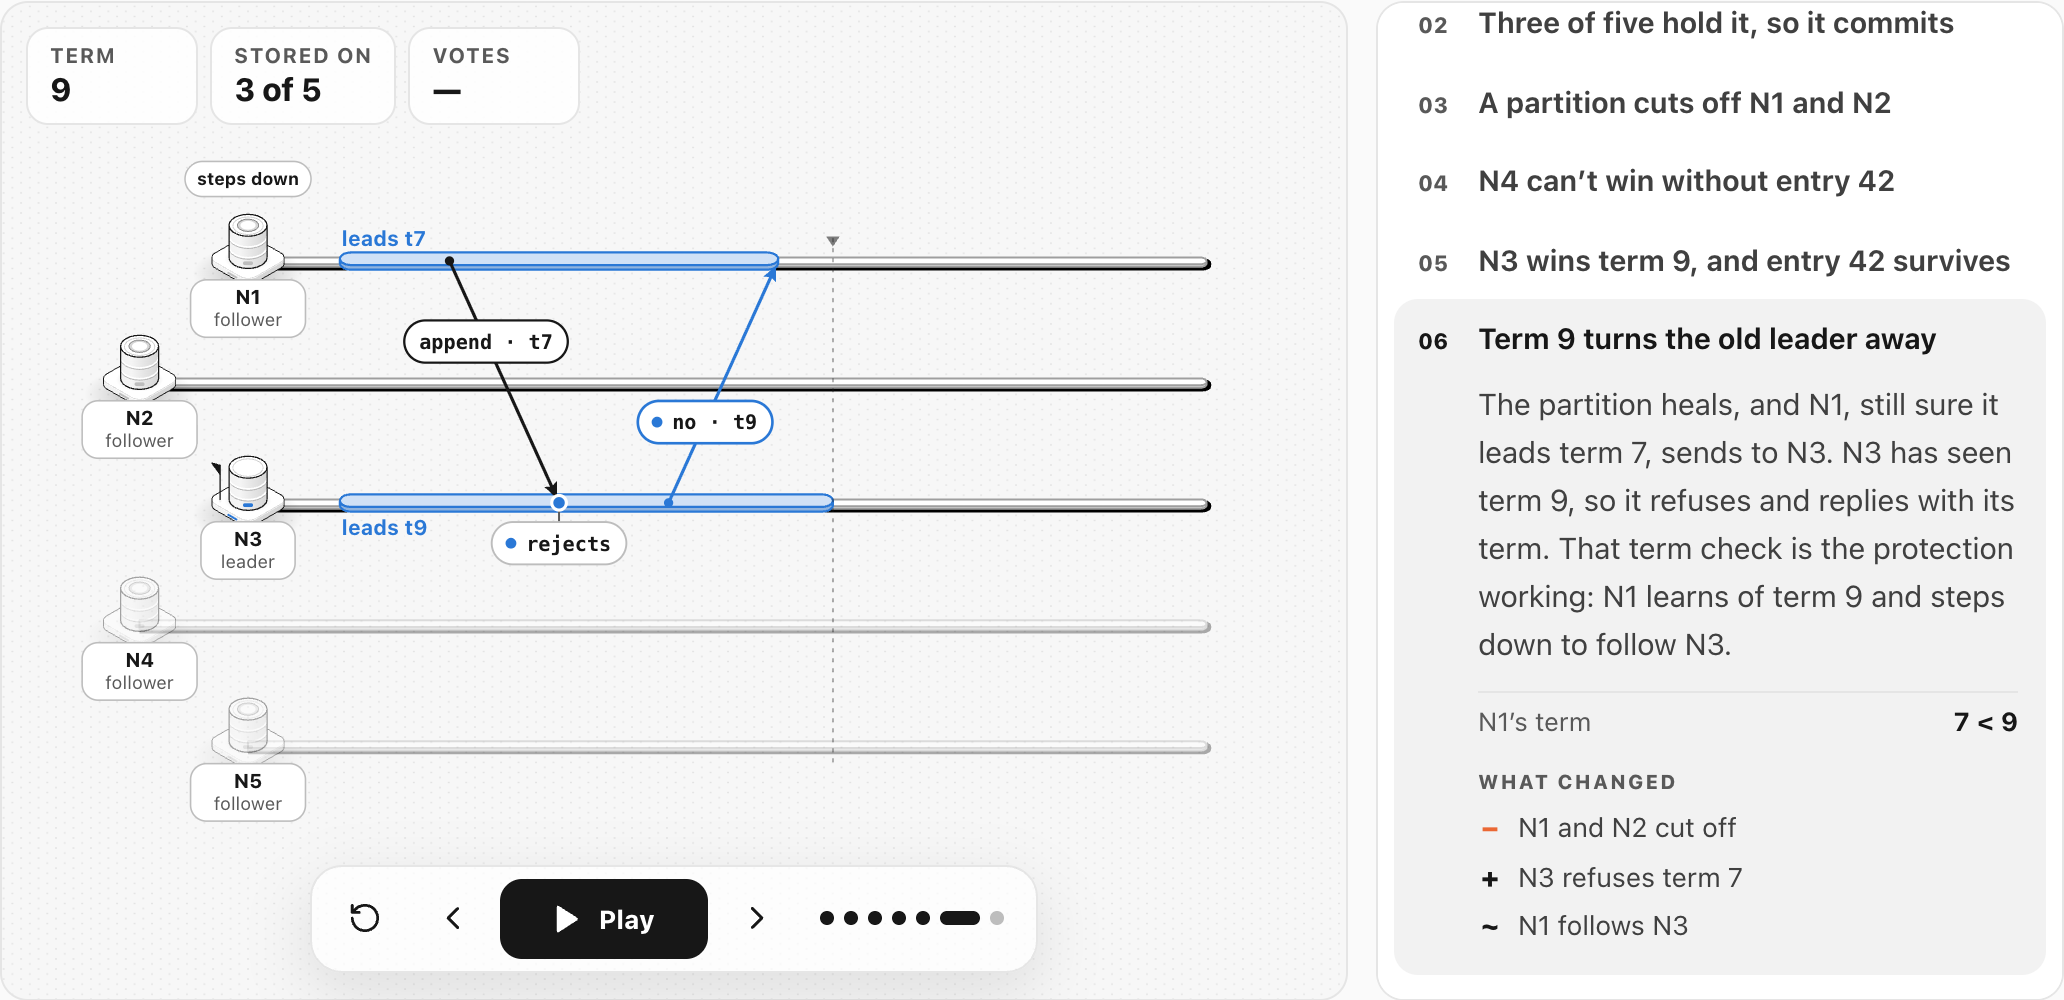 TERM
9
STORED ON
3 of 5
VOTES
—
steps down
leads t7
N1
follower
append · t7
N2
follower
no · t9
N3
leader
leads t9
rejects
N4
follower
N5
follower
Play
02 Three of five hold it, so it commits
03 A partition cuts off N1 and N2
04 N4 can’t win without entry 42
05 N3 wins term 9, and entry 42 survives
06 Term 9 turns the old leader away
The partition heals, and N1, still sure it
leads term 7, sends to N3. N3 has seen
term 9, so it refuses and replies with its
term. That term check is the protection
working: N1 learns of term 9 and steps
down to follow N3.
N1’s term 7 < 9
WHAT CHANGED
− N1 and N2 cut off
+ N3 refuses term 7
~ N1 follows N3